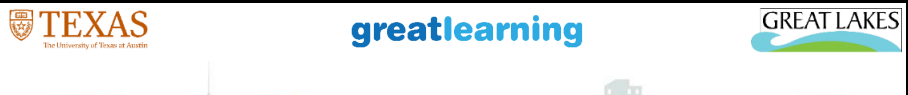 TEXAS
The University of Texas at Austin
greatlearning
GREAT LAKES